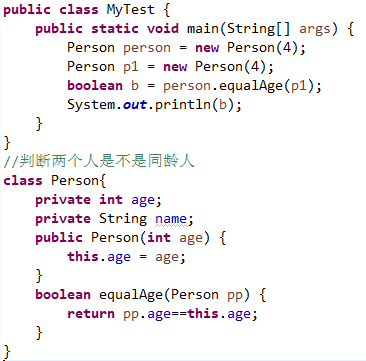 public class MyTest {
    public static void main(String[] args) {
        Person person = new Person(4);
        Person p1 = new Person(4);
        boolean b = person.equalAge(p1);
        System.out.println(b);
    }
}
//判断两个人是不是同龄人
class Person{
    private int age;
    private String name;
    public Person(int age) {
        this.age = age;
    }
    boolean equalAge(Person pp) {
        return pp.age==this.age;
    }
}